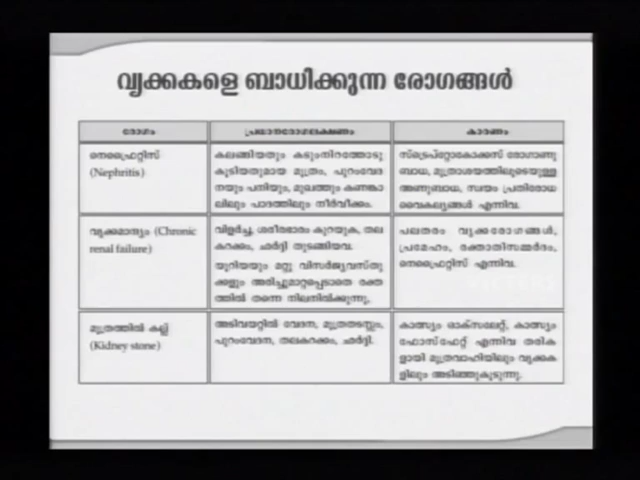 വൃക്കകളെ ബാധിക്കുന്ന രോഗങ്ങൾ
രോഗം
പ്രധാനരോഗലക്ഷണം
കാരണം
നെഫ്രൈറ്റിസ്
(Nephritis)
കലങ്ങിയതും കടുംനിറത്തോടു
കൂടിയതുമായ മൂത്രം, പുറംവേദ
നയും പനിയും, മുഖത്തും കണങ്കാ
ലിലും പാദത്തിലും നീർവീക്കം.
സ്ട്രെപ്റ്റോകോക്കസ് രോഗാണു
ബാധ, മൂത്രാശയത്തിലൂടെയുള്ള
അണുബാധ, സ്വയം പ്രതിരോധ
വൈകല്യങ്ങൾ എന്നിവ.
വൃക്കമാന്ദ്യം (Chronic
renal failure)
വിളർച്ച, ശരീരഭാരം കുറയുക, തല
കറക്കം, ഛർദ്ദി തുടങ്ങിയവ.
യൂറിയയും മറ്റു വിസർജ്യവസ്തു
ക്കളും അരിച്ചുമാറ്റപ്പെടാതെ രക്ത
ത്തിൽ തന്നെ നിലനിൽക്കുന്നു.
പലതരം വൃക്കരോഗങ്ങൾ,
പ്രമേഹം, രക്താതിസമ്മർദം,
നെഫ്രൈറ്റിസ് എന്നിവ.
മൂത്രത്തിൽ കല്ല്
(Kidney stone)
അടിവയറ്റിൽ വേദന, മൂത്രതടസ്സം,
പുറംവേദന, തലകറക്കം, ഛർദ്ദി.
കാത്സ്യം ഓക്സലേറ്റ്, കാത്സ്യം
ഫോസ്ഫേറ്റ് എന്നിവ തരിക
ളായി മൂത്രവാഹിയിലും വൃക്കക
ളിലും അടിഞ്ഞുകൂടുന്നു.